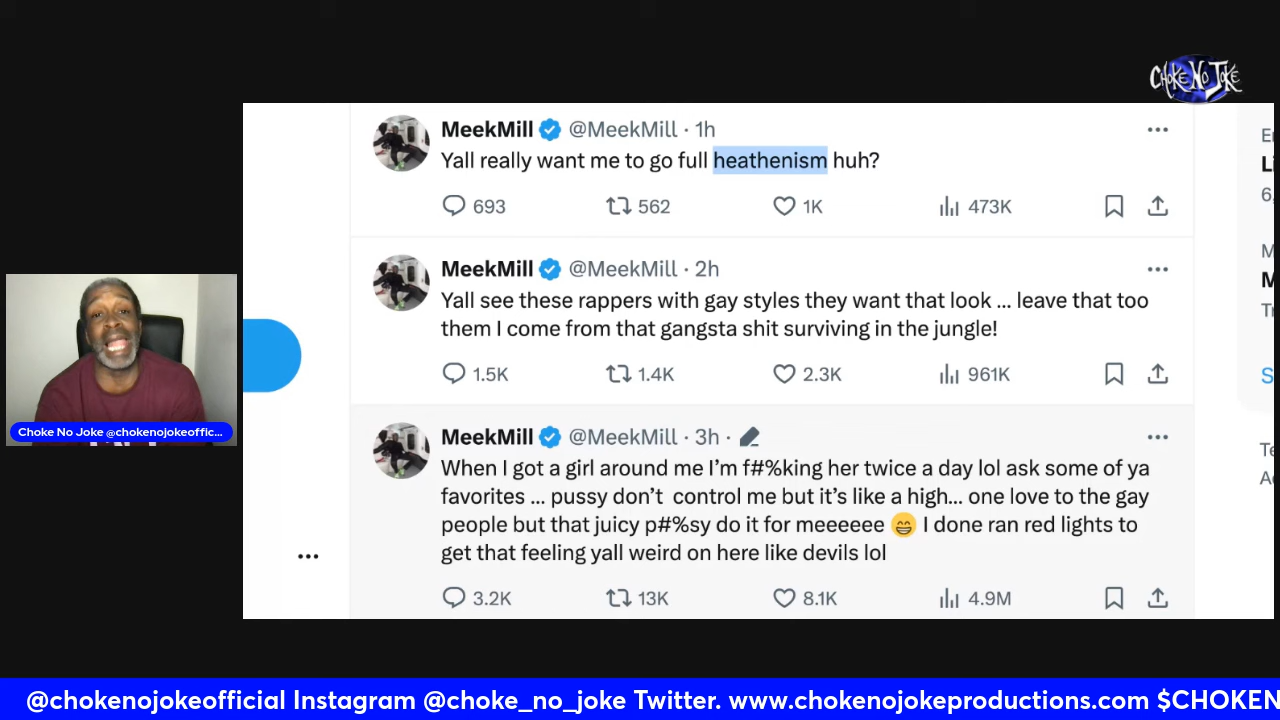 CHOKE NO JOKE
MeekMill @MeekMill · 1h
Yall really want me to go full heathenism huh?
693 562 1K 473K
MeekMill @MeekMill · 2h
Yall see these rappers with gay styles they want that look ... leave that too
them I come from that gangsta shit surviving in the jungle!
1.5K 1.4K 2.3K 961K
MeekMill @MeekMill · 3h ·
When I got a girl around me I’m f#%king her twice a day lol ask some of ya
favorites ... pussy don’t control me but it’s like a high... one love to the gay
people but that juicy p#%sy do it for meeeeee 😄 I done ran red lights to
get that feeling yall weird on here like devils lol
3.2K 13K 8.1K 4.9M
Choke No Joke @chokenojokeoffic...
@chokenojokeofficial Instagram @choke_no_joke Twitter. www.chokenojokeproductions.com $CHOKEN